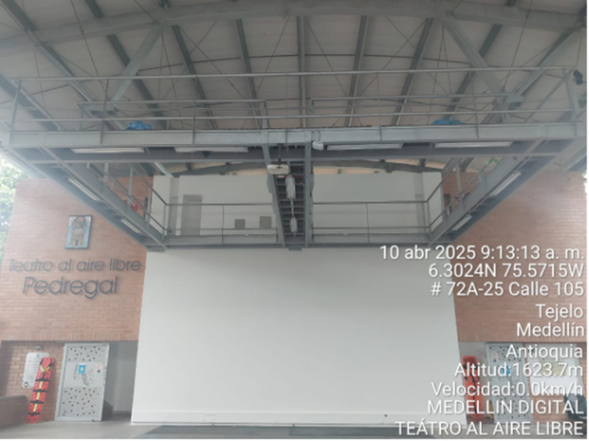 Teatro al aire libre
Pedregal
10 abr 2025 9:13:13 a. m.
6.3024N 75.5715W
# 72A-25 Calle 105
Tejelo
Medellín
Antioquia
Altitud:1623.7m
Velocidad:0.0km/h
MEDELLIN DIGITAL
TEÁTRO AL AIRE LIBRE